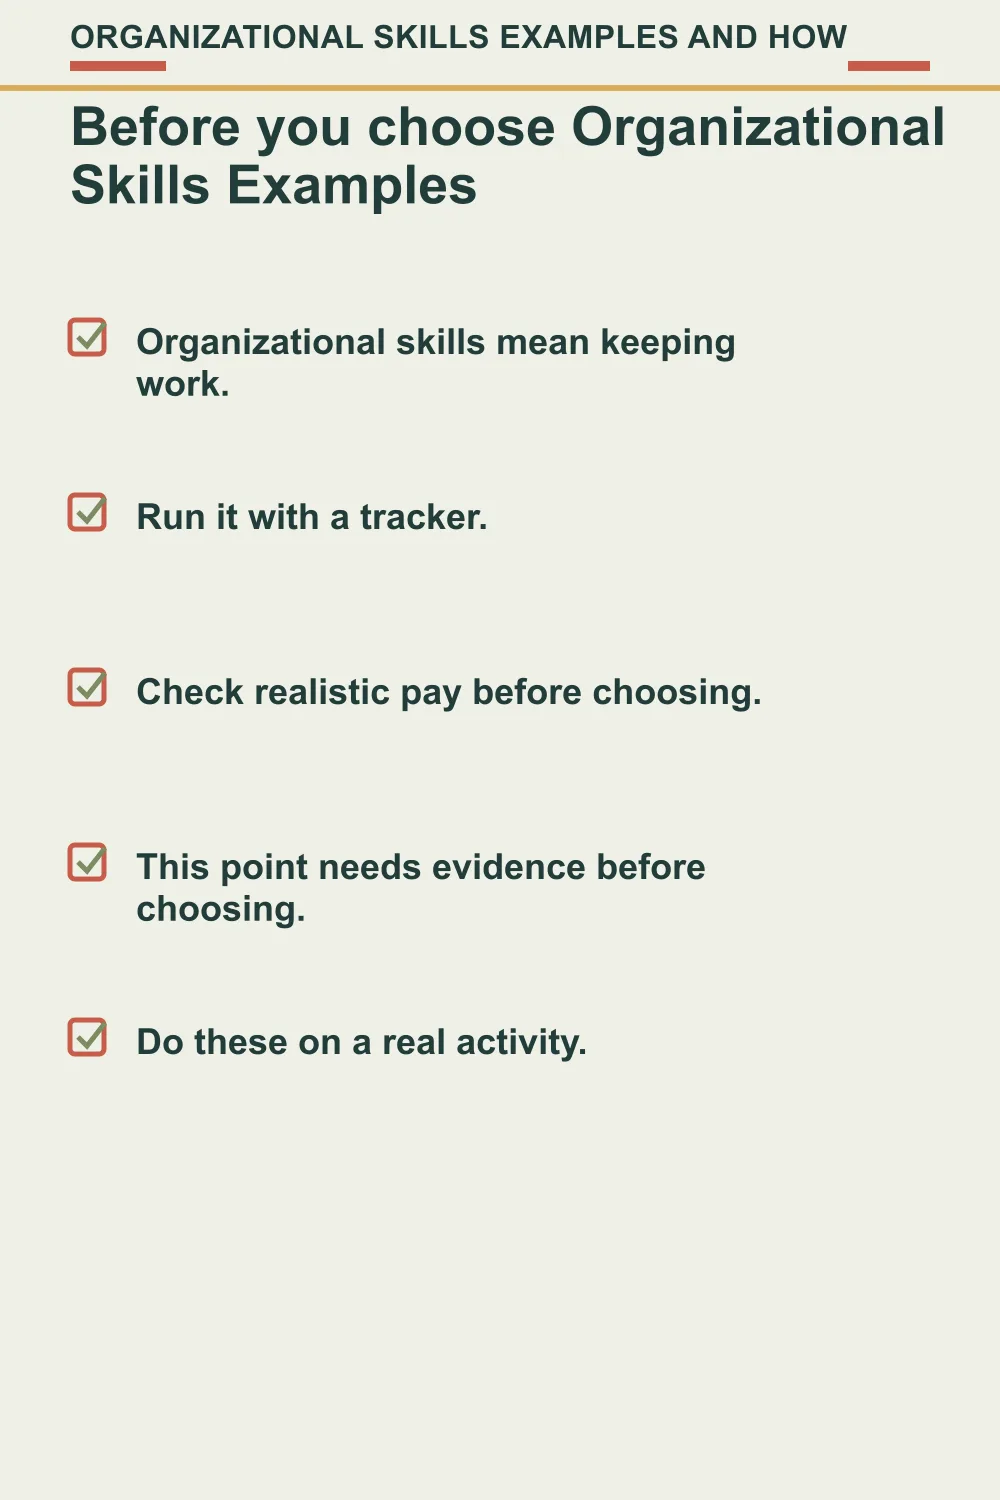 ORGANIZATIONAL SKILLS EXAMPLES AND HOW
Before you choose Organizational
Skills Examples
Organizational skills mean keeping
work.
Run it with a tracker.
Check realistic pay before choosing.
This point needs evidence before
choosing.
Do these on a real activity.